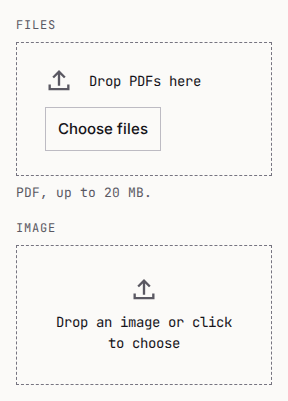 FILES
Drop PDFs here
Choose files
PDF, up to 20 MB.
IMAGE
Drop an image or click
to choose